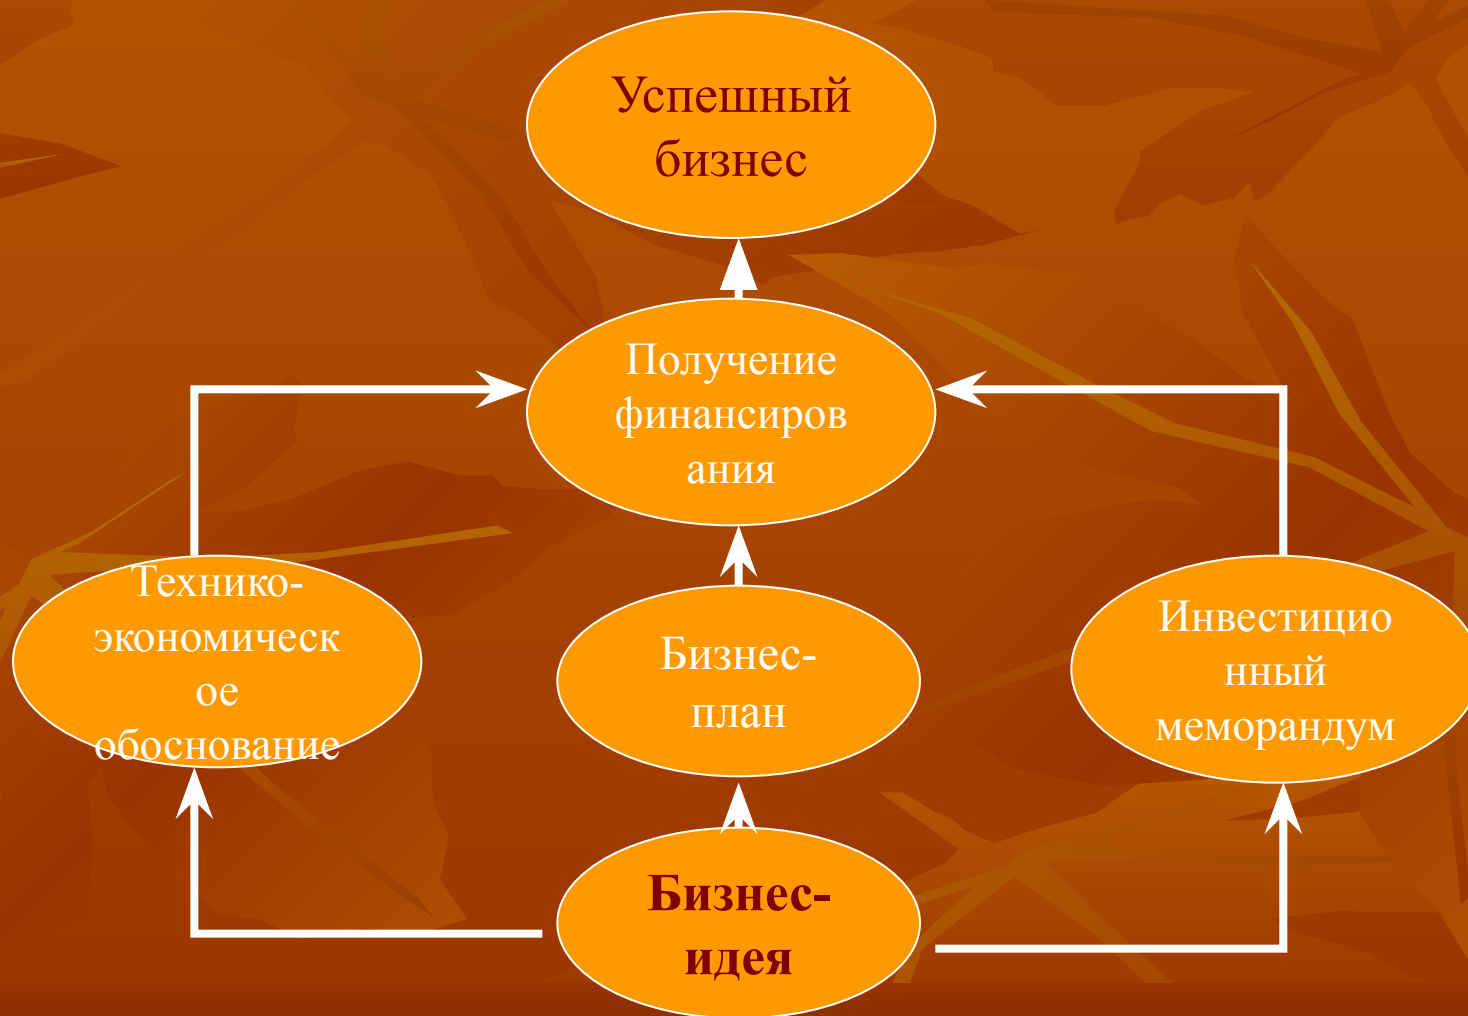 Успешный
бизнес
Получение
финансиров
ания
Технико-
экономическ
ое
обоснование
Бизнес-
план
Инвестицио
нный
меморандум
Бизнес-
идея